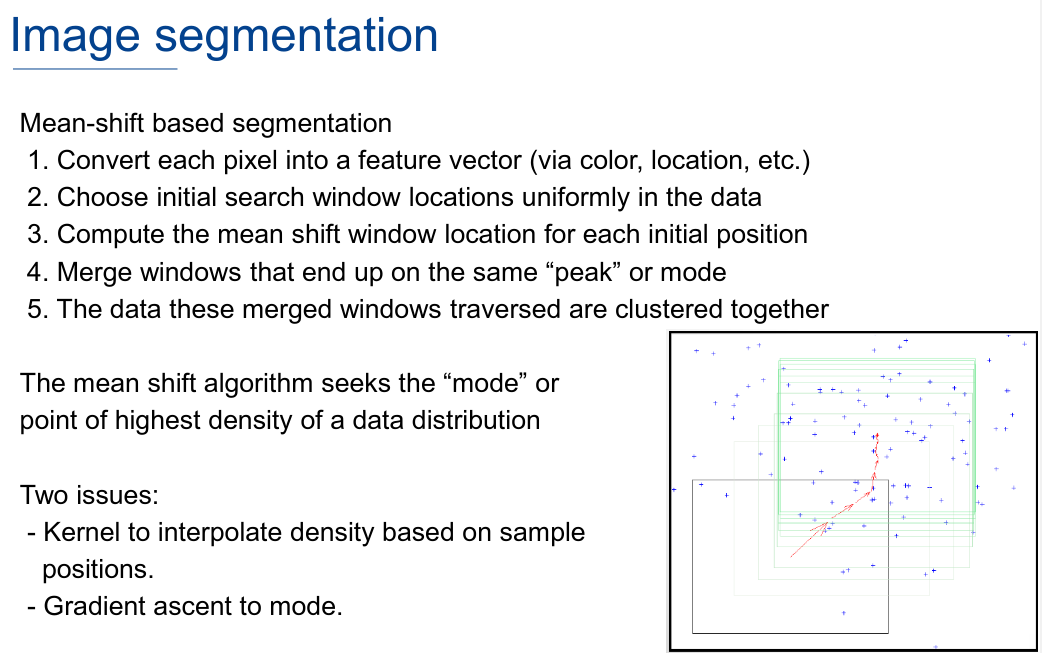 Image segmentation
Mean-shift based segmentation
1. Convert each pixel into a feature vector (via color, location, etc.)
2. Choose initial search window locations uniformly in the data
3. Compute the mean shift window location for each initial position
4. Merge windows that end up on the same “peak” or mode
5. The data these merged windows traversed are clustered together
The mean shift algorithm seeks the “mode” or
point of highest density of a data distribution
Two issues:
- Kernel to interpolate density based on sample
positions.
- Gradient ascent to mode.